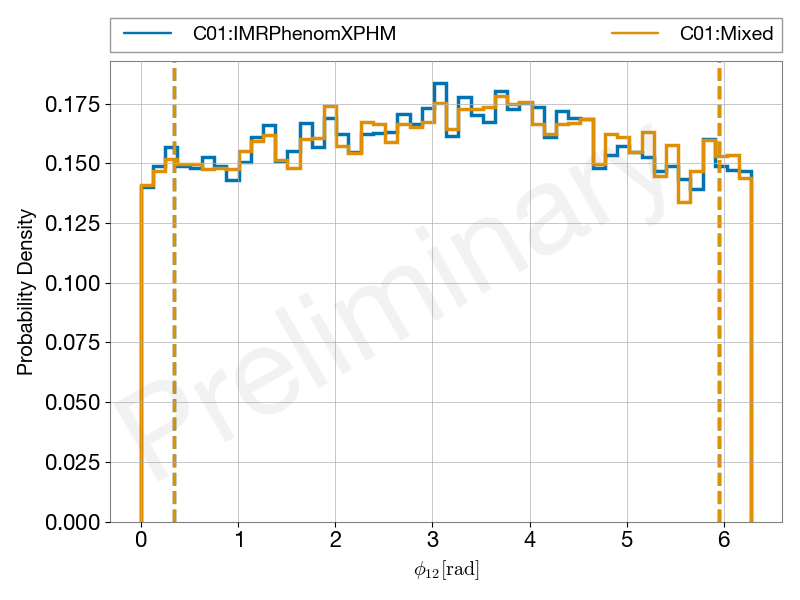 C01:IMRPhenomXPHM C01:Mixed
0.175
0.150
0.125
0.100
0.075
0.050
0.025
0.000
Probability Density
Preliminary
0 1 2 3 4 5 6
ϕ₁₂[rad]